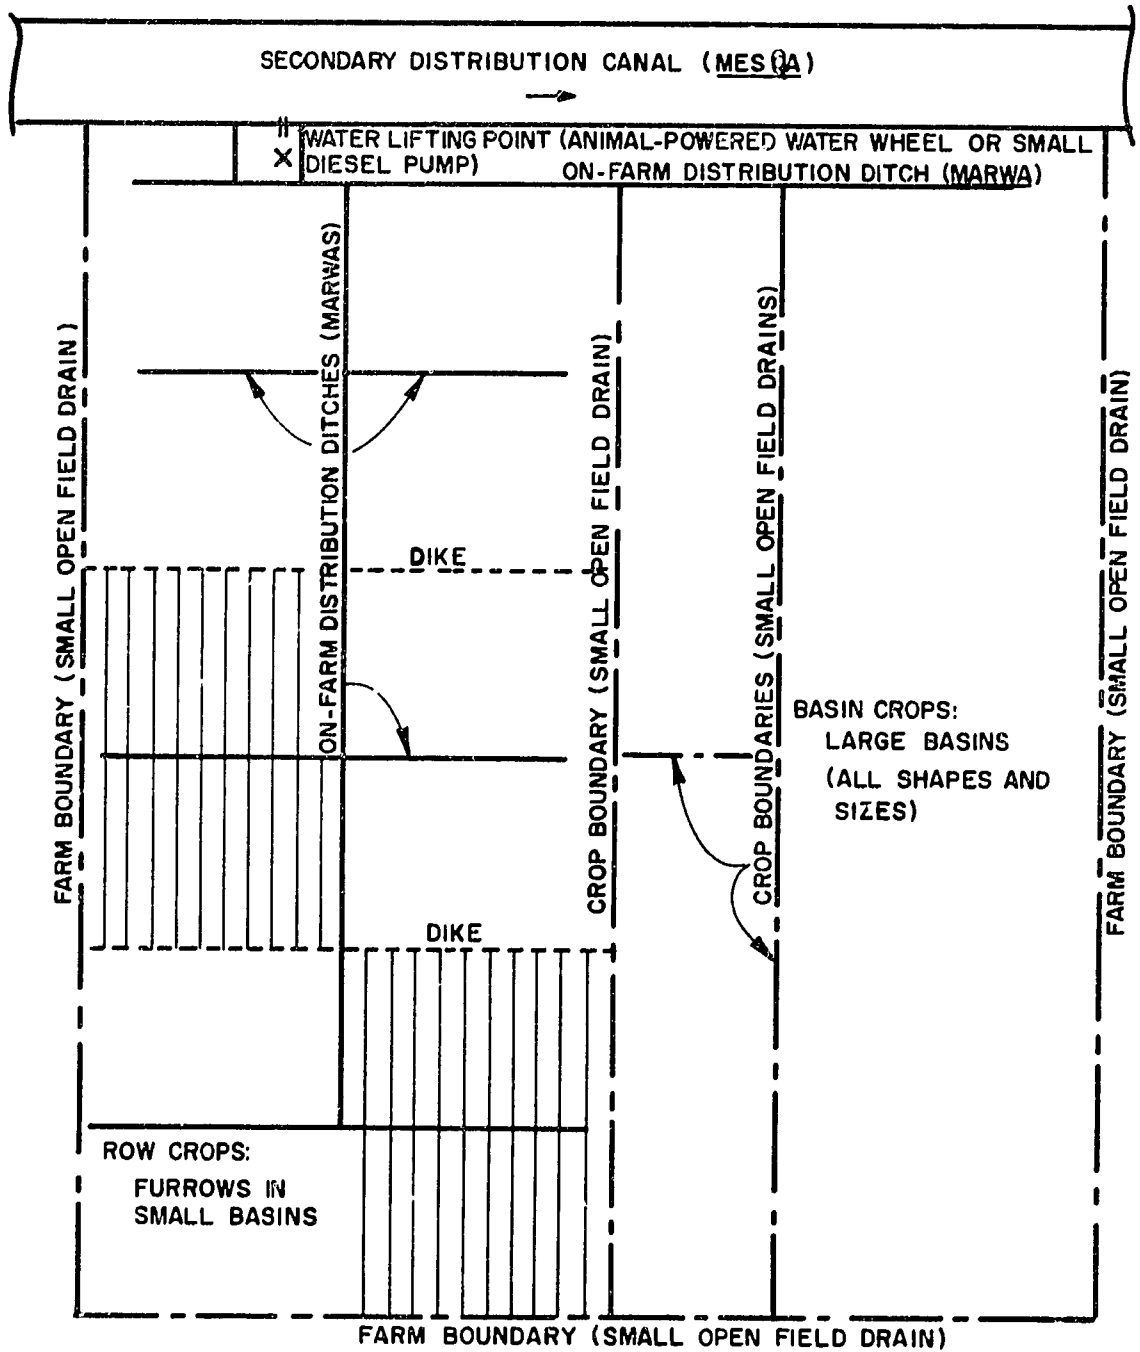 SECONDARY DISTRIBUTION CANAL (MESQA)
WATER LIFTING POINT (ANIMAL-POWERED WATER WHEEL OR SMALL
DIESEL PUMP)
ON-FARM DISTRIBUTION DITCH (MARWA)
FARM BOUNDARY (SMALL OPEN FIELD DRAIN)
ON-FARM DISTRIBUTION DITCHES (MARWAS)
CROP BOUNDARY (SMALL OPEN FIELD DRAIN)
CROP BOUNDARIES (SMALL OPEN FIELD DRAINS)
FARM BOUNDARY (SMALL OPEN FIELD DRAIN)
DIKE
BASIN CROPS:
LARGE BASINS
(ALL SHAPES AND
SIZES)
DIKE
ROW CROPS:
FURROWS IN
SMALL BASINS
FARM BOUNDARY (SMALL OPEN FIELD DRAIN)